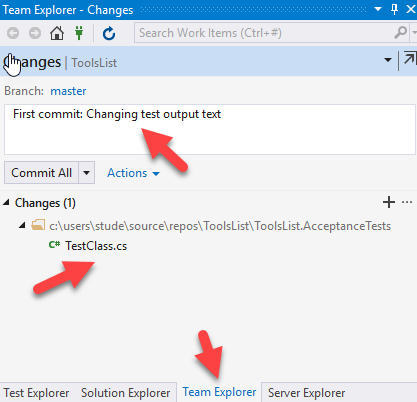 Team Explorer - Changes
Search Work Items (Ctrl+#)
Changes | ToolsList
Branch: master
First commit: Changing test output text
Commit All Actions
Changes (1)
c:\users\stude\source\repos\ToolsList\ToolsList.AcceptanceTests
C# TestClass.cs
Test Explorer Solution Explorer Team Explorer Server Explorer